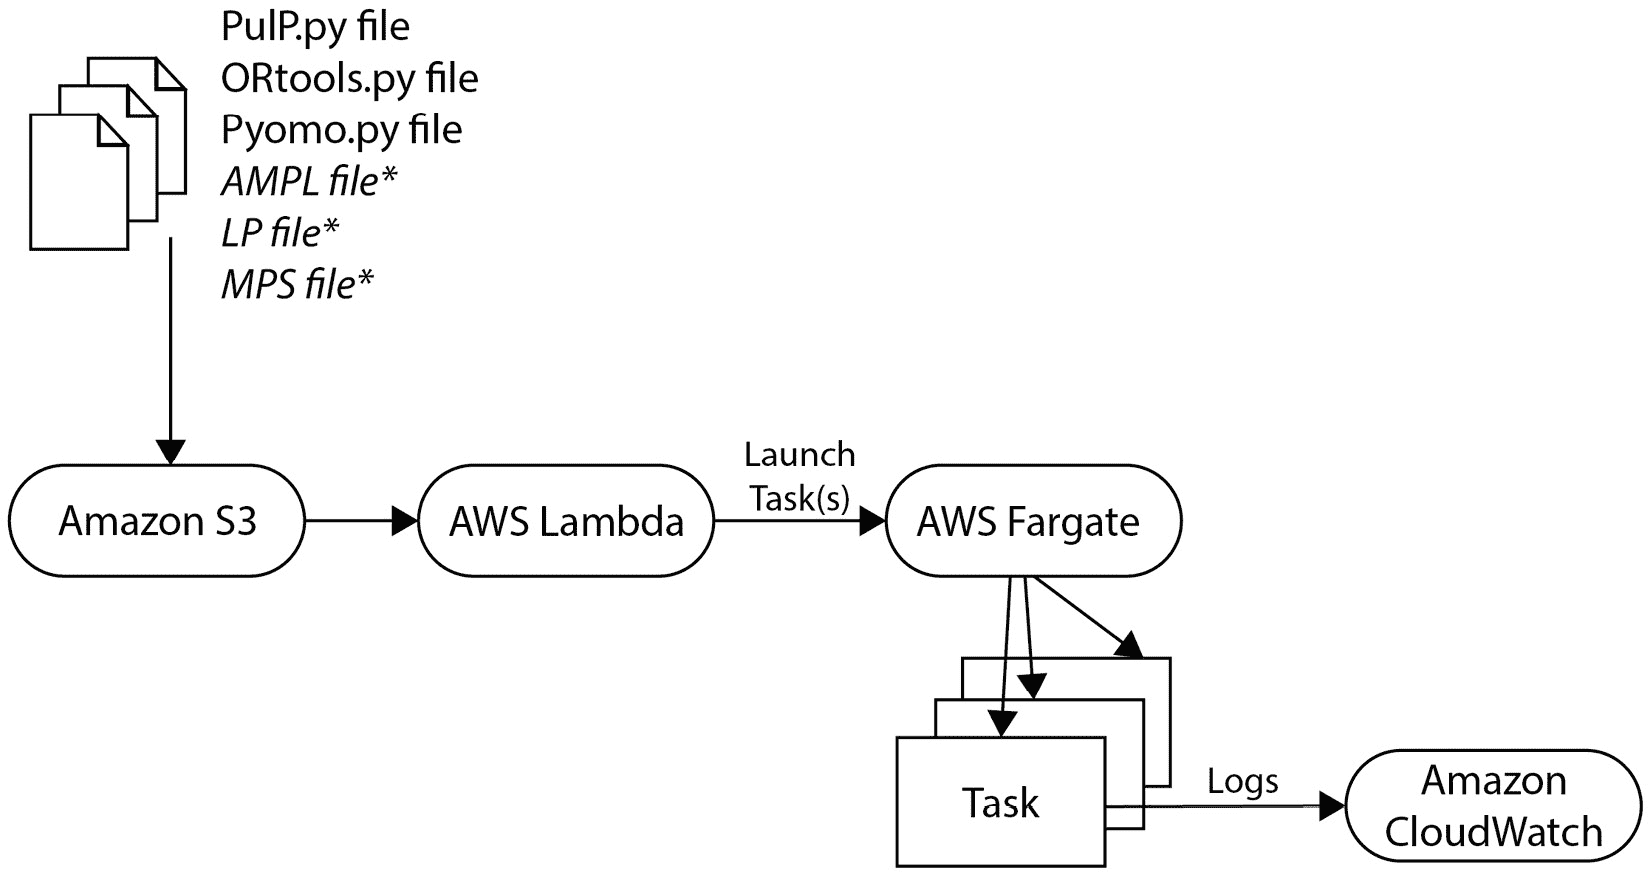 PulP.py file
ORtools.py file
Pyomo.py file
AMPL file*
LP file*
MPS file*
Launch
Task(s)
Amazon S3
AWS Lambda
AWS Fargate
Task
Logs
Amazon
CloudWatch